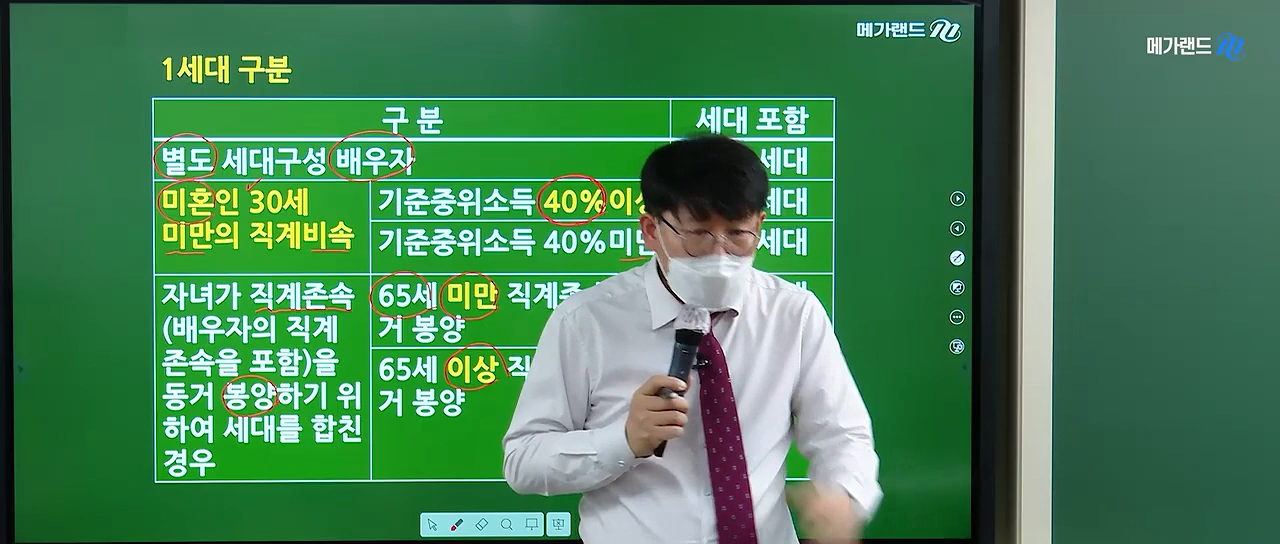 메가랜드
메가랜드
1세대 구분
구 분
세대 포함
별도 세대구성 배우자
세대
미혼인 30세
미만의 직계비속
기준중위소득 40%이상
세대
기준중위소득 40%미만
세대
자녀가 직계존속
(배우자의 직계
존속을 포함)을
동거 봉양하기 위
하여 세대를 합친
경우
65세 미만 직계존
거 봉양
65세 이상 직
거 봉양